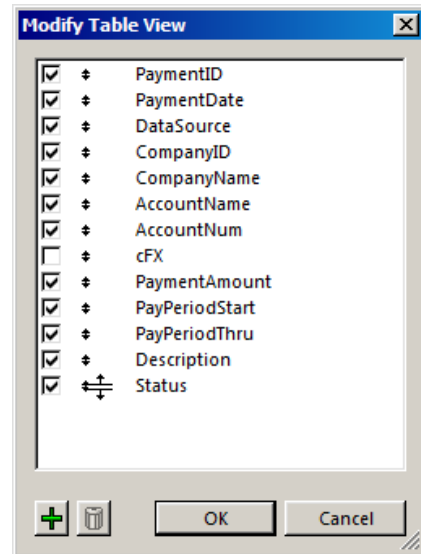 Modify Table View
PaymentID
PaymentDate
DataSource
CompanyID
CompanyName
AccountName
AccountNum
cFX
PaymentAmount
PayPeriodStart
PayPeriodThru
Description
Status
OK Cancel